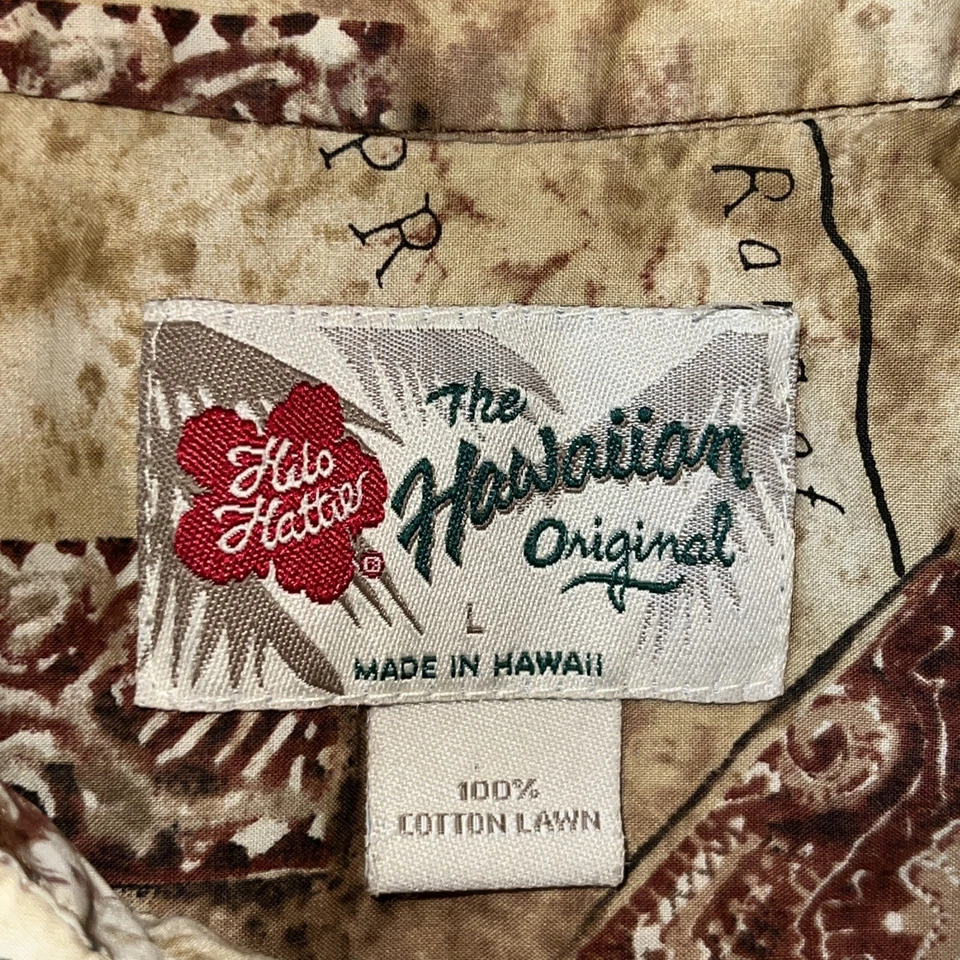 The
Hawaiian
Original
Hilo
Hattie
®
L
MADE IN HAWAII
100%
COTTON LAWN